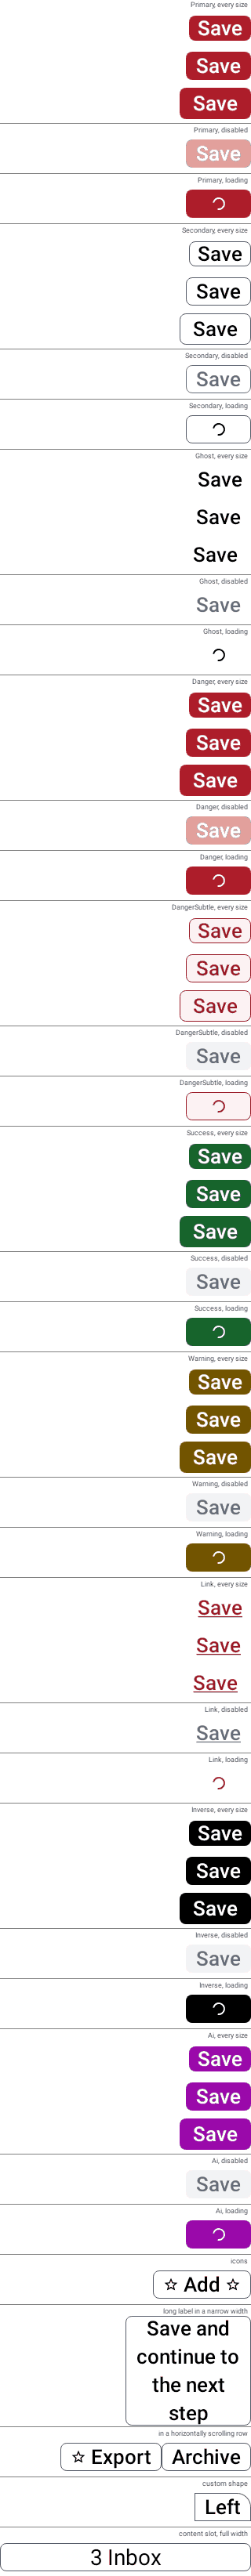 Primary, every size
Save
Save
Save
Primary, disabled
Save
Primary, loading
Secondary, every size
Save
Save
Save
Secondary, disabled
Save
Secondary, loading
Ghost, every size
Save
Save
Save
Ghost, disabled
Save
Ghost, loading
Danger, every size
Save
Save
Save
Danger, disabled
Save
Danger, loading
DangerSubtle, every size
Save
Save
Save
DangerSubtle, disabled
Save
DangerSubtle, loading
Success, every size
Save
Save
Save
Success, disabled
Save
Success, loading
Warning, every size
Save
Save
Save
Warning, disabled
Save
Warning, loading
Link, every size
Save
Save
Save
Link, disabled
Save
Link, loading
Inverse, every size
Save
Save
Save
Inverse, disabled
Save
Inverse, loading
Ai, every size
Save
Save
Save
Ai, disabled
Save
Ai, loading
icons
Add
long label in a narrow width
Save and
continue to
the next
step
in a horizontally scrolling row
Export Archive
custom shape
Left
content slot, full width
3 Inbox